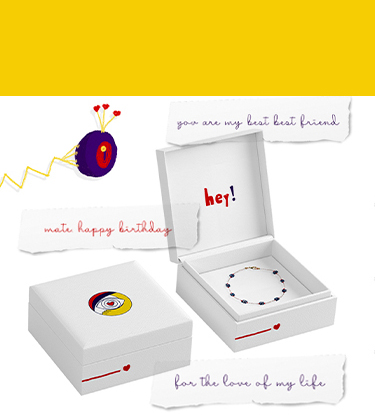 you are my best best friend
hey!
mate happy birthday
for the love of my life